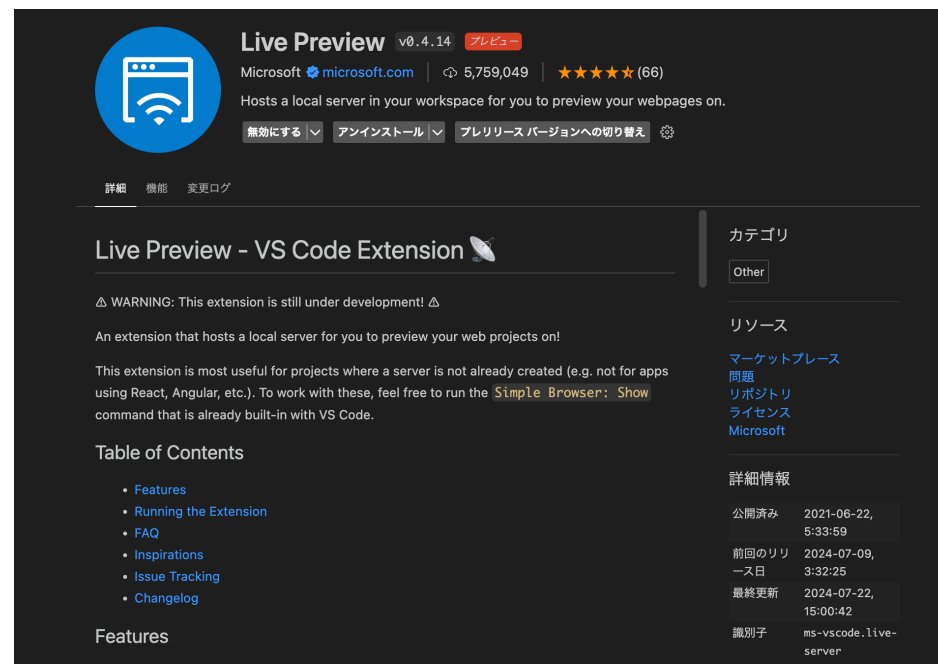 Live Preview v0.4.14 プレビュー
Microsoft microsoft.com 5,759,049 ★★★★⯪(66)
Hosts a local server in your workspace for you to preview your webpages on.
無効にする アンインストール プレリリース バージョンへの切り替え
詳細 機能 変更ログ
Live Preview - VS Code Extension 📡
⚠ WARNING: This extension is still under development! ⚠
An extension that hosts a local server for you to preview your web projects on!
This extension is most useful for projects where a server is not already created (e.g. not for apps
using React, Angular, etc.). To work with these, feel free to run the Simple Browser: Show
command that is already built-in with VS Code.
Table of Contents
• Features
• Running the Extension
• FAQ
• Inspirations
• Issue Tracking
• Changelog
Features
カテゴリ
Other
リソース
マーケットプレース
問題
リポジトリ
ライセンス
Microsoft
詳細情報
公開済み 2021-06-22,
5:33:59
前回のリリ 2024-07-09,
ース日 3:32:25
最終更新 2024-07-22,
15:00:42
識別子 ms-vscode.live-
server